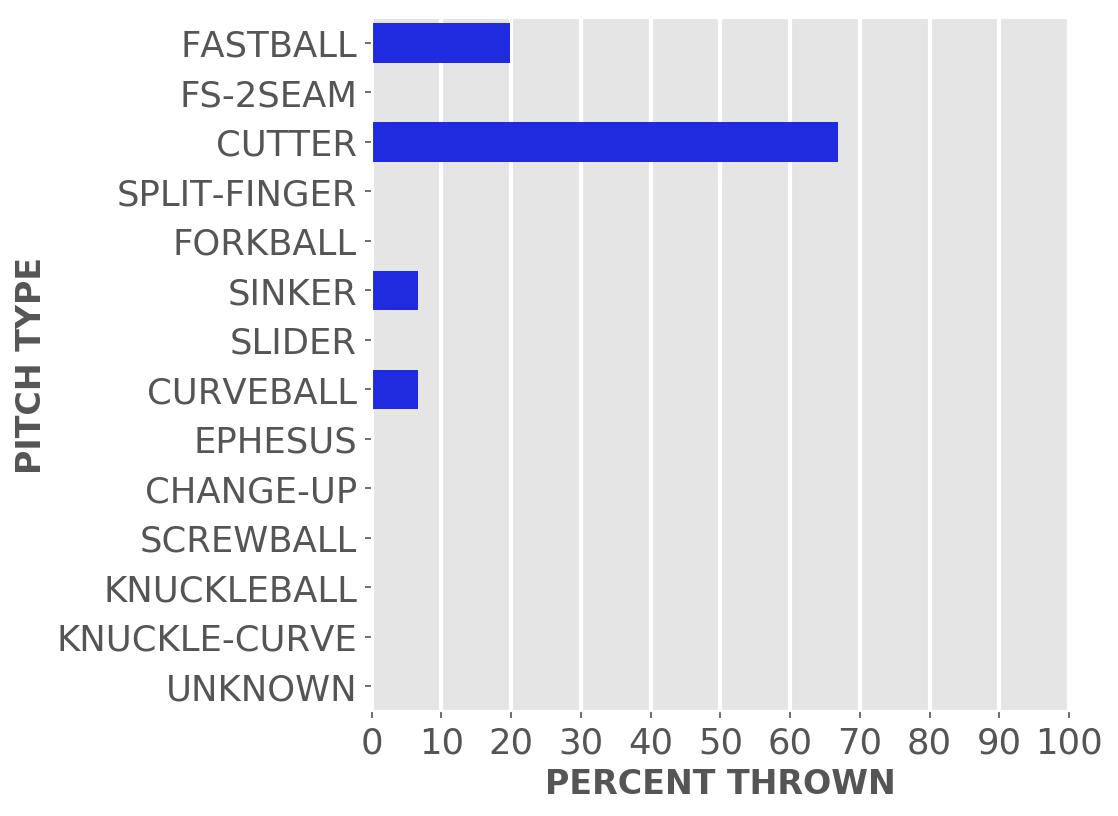 FASTBALL
FS-2SEAM
CUTTER
SPLIT-FINGER
FORKBALL
SINKER
SLIDER
CURVEBALL
EPHESUS
CHANGE-UP
SCREWBALL
KNUCKLEBALL
KNUCKLE-CURVE
UNKNOWN
PITCH TYPE
0 10 20 30 40 50 60 70 80 90 100
PERCENT THROWN